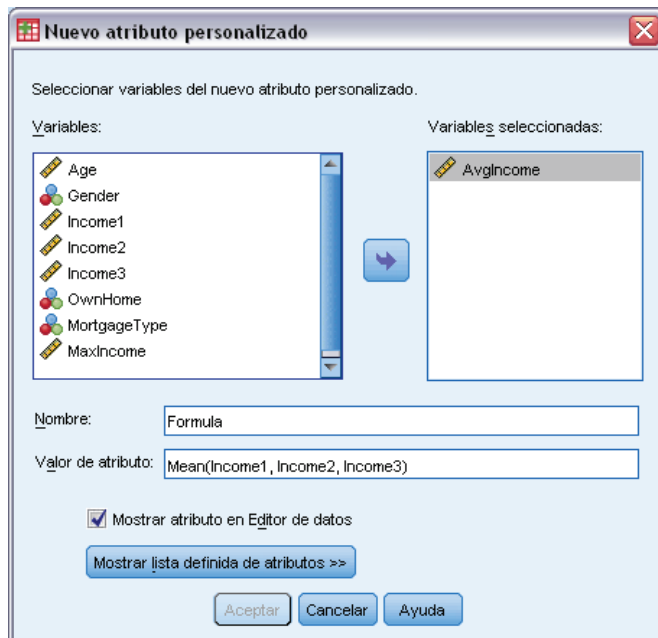 Nuevo atributo personalizado
Seleccionar variables del nuevo atributo personalizado.
Variables:
Variables seleccionadas:
Age
Gender
Income1
Income2
Income3
OwnHome
MortgageType
MaxIncome
AvgIncome
Nombre: Formula
Valor de atributo: Mean(Income1, Income2, Income3)
Mostrar atributo en Editor de datos
Mostrar lista definida de atributos >>
Aceptar Cancelar Ayuda